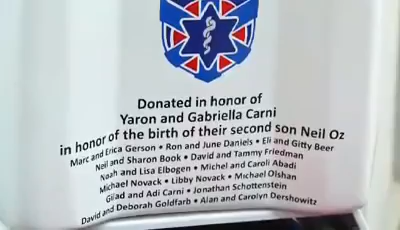 Donated in honor of
Yaron and Gabriella Carni
in honor of the birth of their second son Neil Oz
Marc and Erica Gerson • Ron and June Daniels • Eli and Gitty Beer
Neil and Sharon Book • David and Tammy Friedman
Noah and Lisa Elbogen • Michel and Caroli Abadi
Michael Novack • Libby Novack • Michael Olshan
Gilad and Adi Carni • Jonathan Schottenstein
David and Deborah Goldfarb • Alan and Carolyn Dershowitz